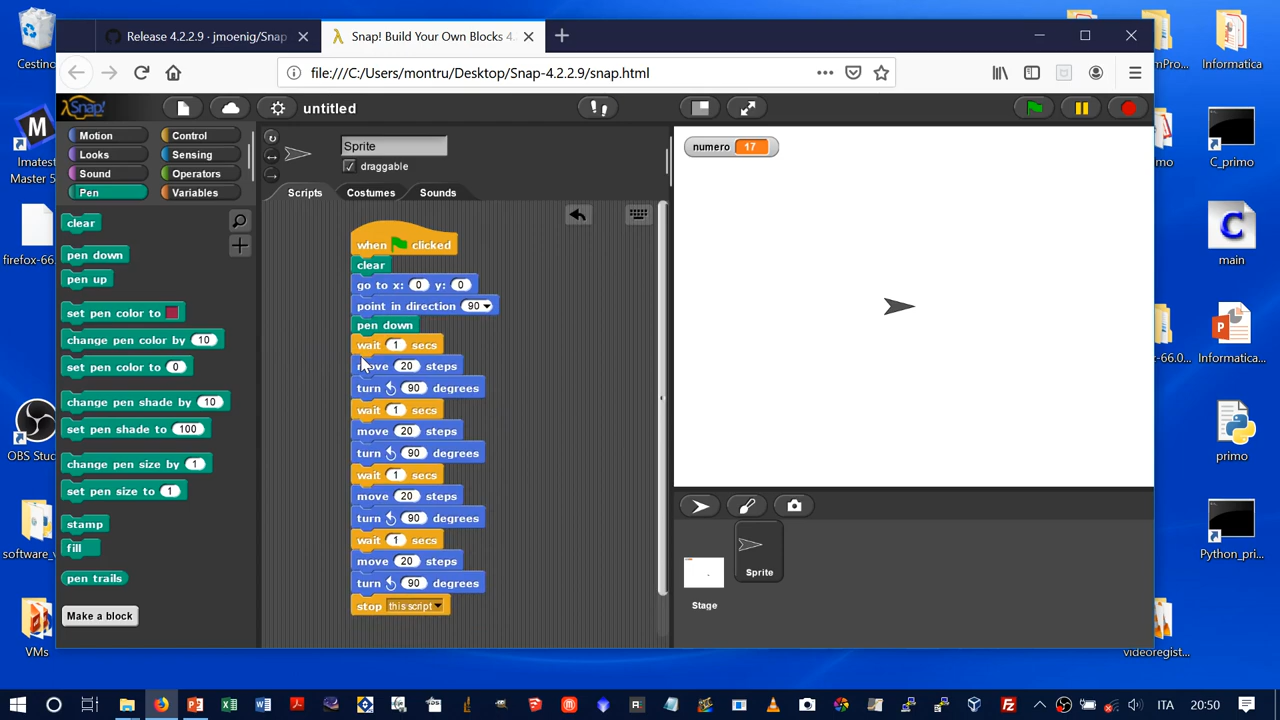 Cestino
Imatest
Master 5
firefox-66
OBS Stud
software_v
VMs
Release 4.2.2.9 · jmoenig/Snap
Snap! Build Your Own Blocks 4.
file:///C:/Users/montru/Desktop/Snap-4.2.2.9/snap.html
Snap!
untitled
Motion
Control
Looks
Sensing
Sound
Operators
Pen
Variables
clear
pen down
pen up
set pen color to
change pen color by 10
set pen color to 0
change pen shade by 10
set pen shade to 100
change pen size by 1
set pen size to 1
stamp
fill
pen trails
Make a block
Sprite
draggable
Scripts Costumes Sounds
when clicked
clear
go to x: 0 y: 0
point in direction 90
pen down
wait 1 secs
move 20 steps
turn 90 degrees
wait 1 secs
move 20 steps
turn 90 degrees
wait 1 secs
move 20 steps
turn 90 degrees
wait 1 secs
move 20 steps
turn 90 degrees
stop this script
numero 17
Stage
Sprite
Informatica
C_primo
main
Informatica...
primo
Python_pri...
videoregist...
ITA 20:50